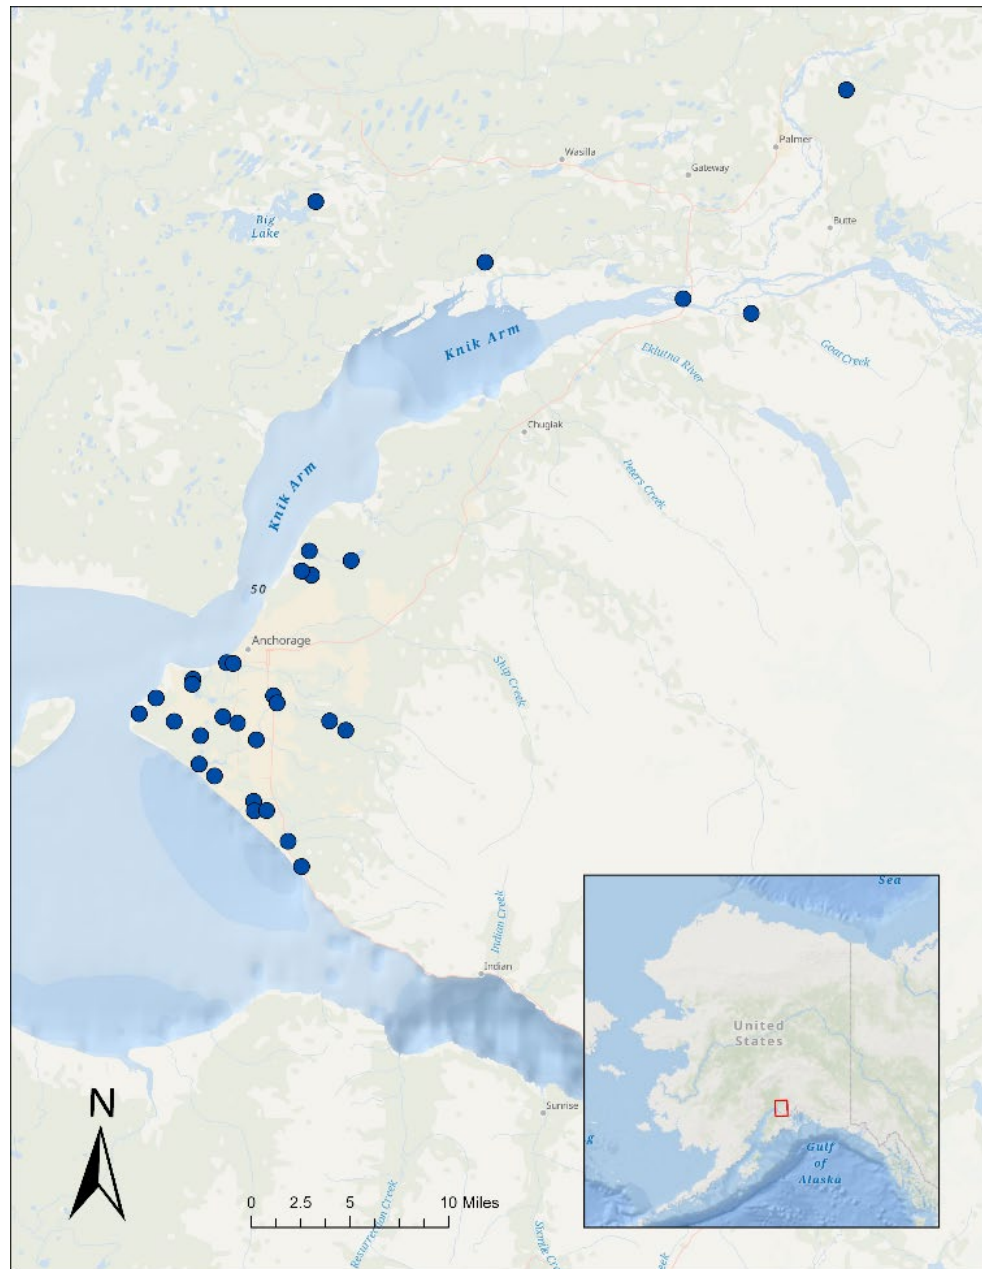 Palmer
Wasilla
Gateway
Big
Lake
Butte
Knik Arm
Goat Creek
Eklutna River
Chugiak
Peters Creek
Knik Arm
50
Anchorage
Ship Creek
Sea
Indian Creek
Indian
United
States
N
Sunrise
Gulf
of
Alaska
0 2.5 5 10 Miles
Resurrection Creek